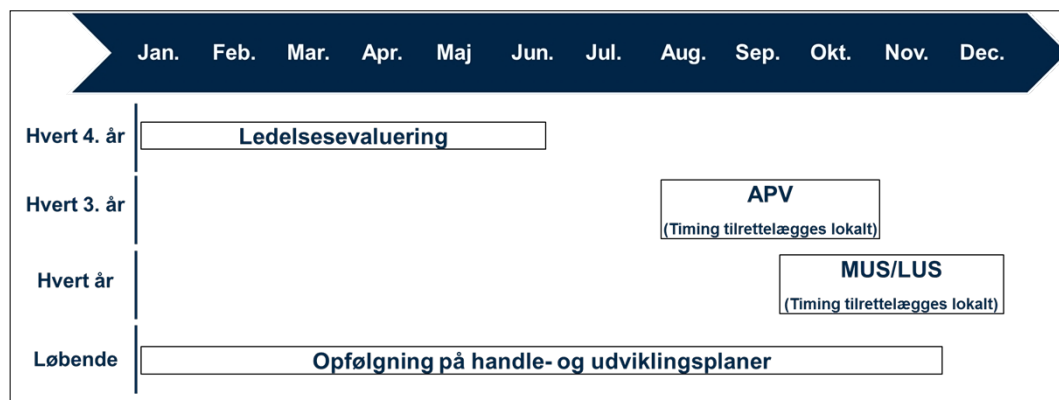 Jan. Feb. Mar. Apr. Maj Jun. Jul. Aug. Sep. Okt. Nov. Dec.
Hvert 4. år
Ledelsesevaluering
Hvert 3. år
APV
(Timing tilrettelægges lokalt)
Hvert år
MUS/LUS
(Timing tilrettelægges lokalt)
Løbende
Opfølgning på handle- og udviklingsplaner